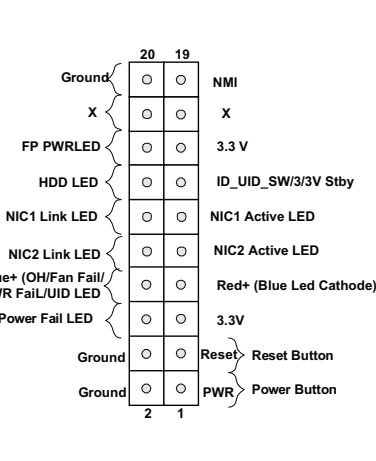 20 19
Ground NMI
X X
FP PWRLED 3.3 V
HDD LED ID_UID_SW/3/3V Stby
NIC1 Link LED NIC1 Active LED
NIC2 Link LED NIC2 Active LED
ue+ (OH/Fan Fail/
WR FaiL/UID LED Red+ (Blue Led Cathode)
Power Fail LED 3.3V
Ground Reset Reset Button
Ground PWR Power Button
2 1